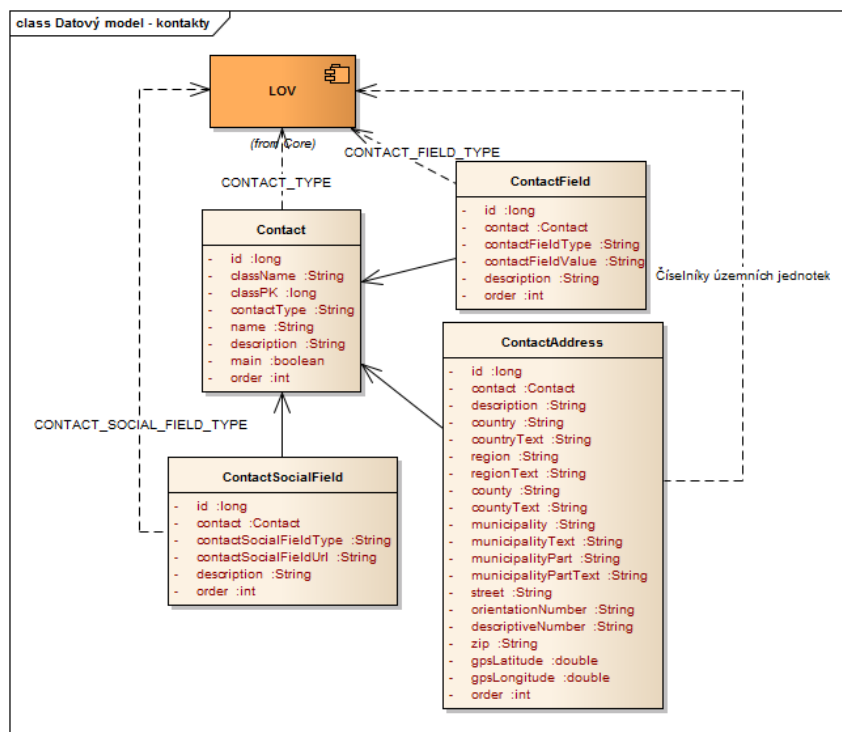 class Datový model - kontakty
LOV
(from Core)
CONTACT_FIELD_TYPE
CONTACT_TYPE
ContactField
- id :long
- contact :Contact
- contactFieldType :String
- contactFieldValue :String
- description :String
- order :int
Contact
- id :long
- className :String
- classPK :long
- contactType :String
- name :String
- description :String
- main :boolean
- order :int
Číselníky územních jednotek
ContactAddress
- id :long
- contact :Contact
- description :String
- country :String
- countryText :String
- region :String
- regionText :String
- county :String
- countyText :String
- municipality :String
- municipalityText :String
- municipalityPart :String
- municipalityPartText :String
- street :String
- orientationNumber :String
- descriptiveNumber :String
- zip :String
- gpsLatitude :double
- gpsLongitude :double
- order :int
CONTACT_SOCIAL_FIELD_TYPE
ContactSocialField
- id :long
- contact :Contact
- contactSocialFieldType :String
- contactSocialFieldUrl :String
- description :String
- order :int